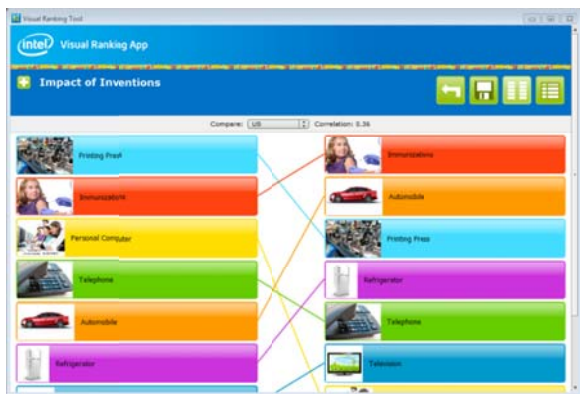 Visual Ranking Tool
intel Visual Ranking App
Impact of Inventions
Compare: US Correlation: 0.36
Printing Press
Immunizations
Personal Computer
Telephone
Automobile
Refrigerator
Immunizations
Automobile
Printing Press
Refrigerator
Telephone
Television